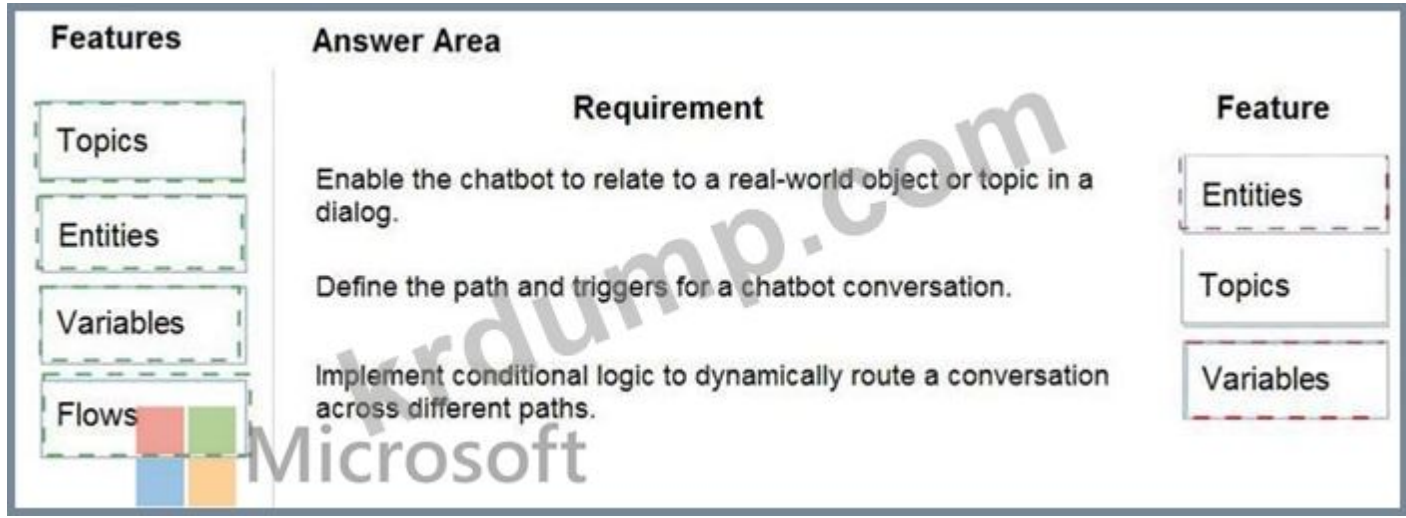 Features
Answer Area
Requirement
Feature
Topics
Entities
Variables
Flows
Enable the chatbot to relate to a real-world object or topic in a
dialog.
Entities
Define the path and triggers for a chatbot conversation.
Topics
Implement conditional logic to dynamically route a conversation
across different paths.
Variables
krdump.com
Microsoft